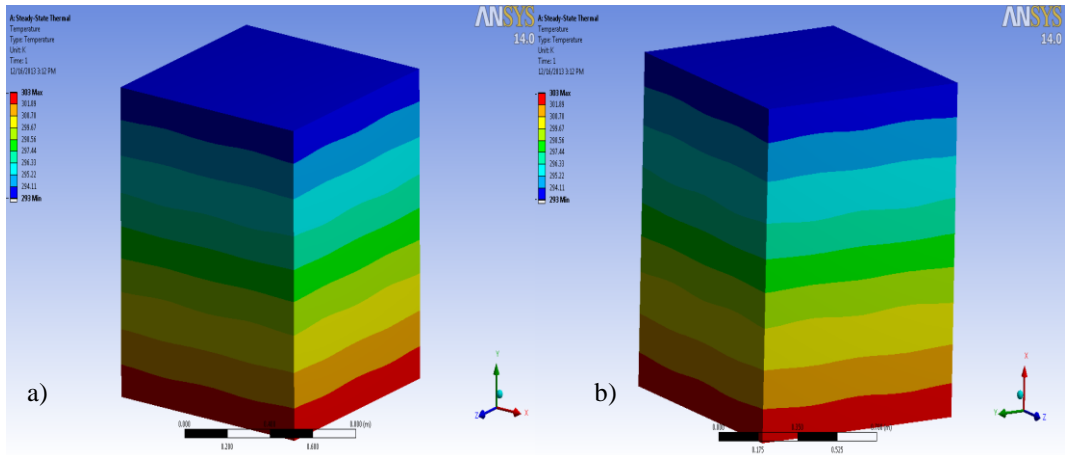 A: Steady-State Thermal
Temperature
Type: Temperature
Unit: K
Time: 1
12/16/2013 3:12 PM
303 Max
301.89
300.78
299.67
298.56
297.44
296.33
295.22
294.11
293 Min
ANSYS
14.0
a)
Y
X
Z
0.000
0.800 (m)
0.200
0.600
A: Steady-State Thermal
Temperature
Type: Temperature
Unit: K
Time: 1
12/16/2013 3:12 PM
303 Max
301.89
300.78
299.67
298.56
297.44
296.33
295.22
294.11
293 Min
ANSYS
14.0
b)
X
Y
Z
0.175
0.525